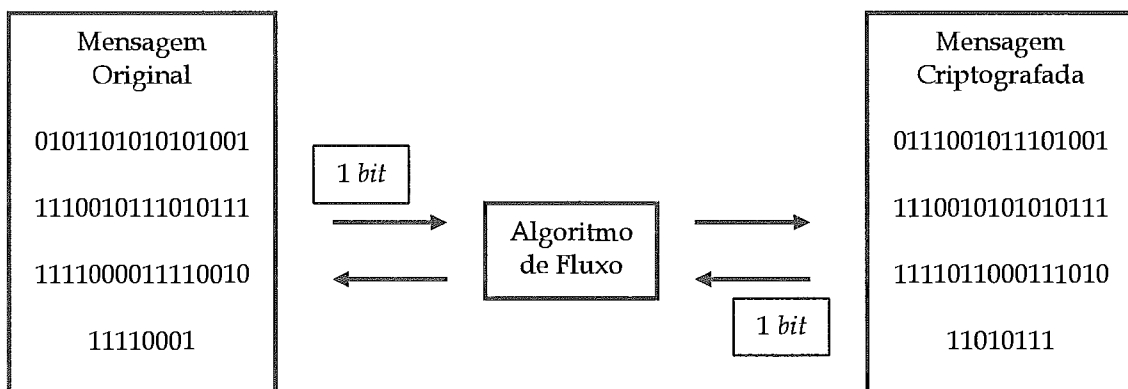 Mensagem
Original
0101101010101001
1110010111010111
1111000011110010
11110001
1 bit
Algoritmo
de Fluxo
1 bit
Mensagem
Criptografada
0111001011101001
1110010101010111
1111011000111010
11010111